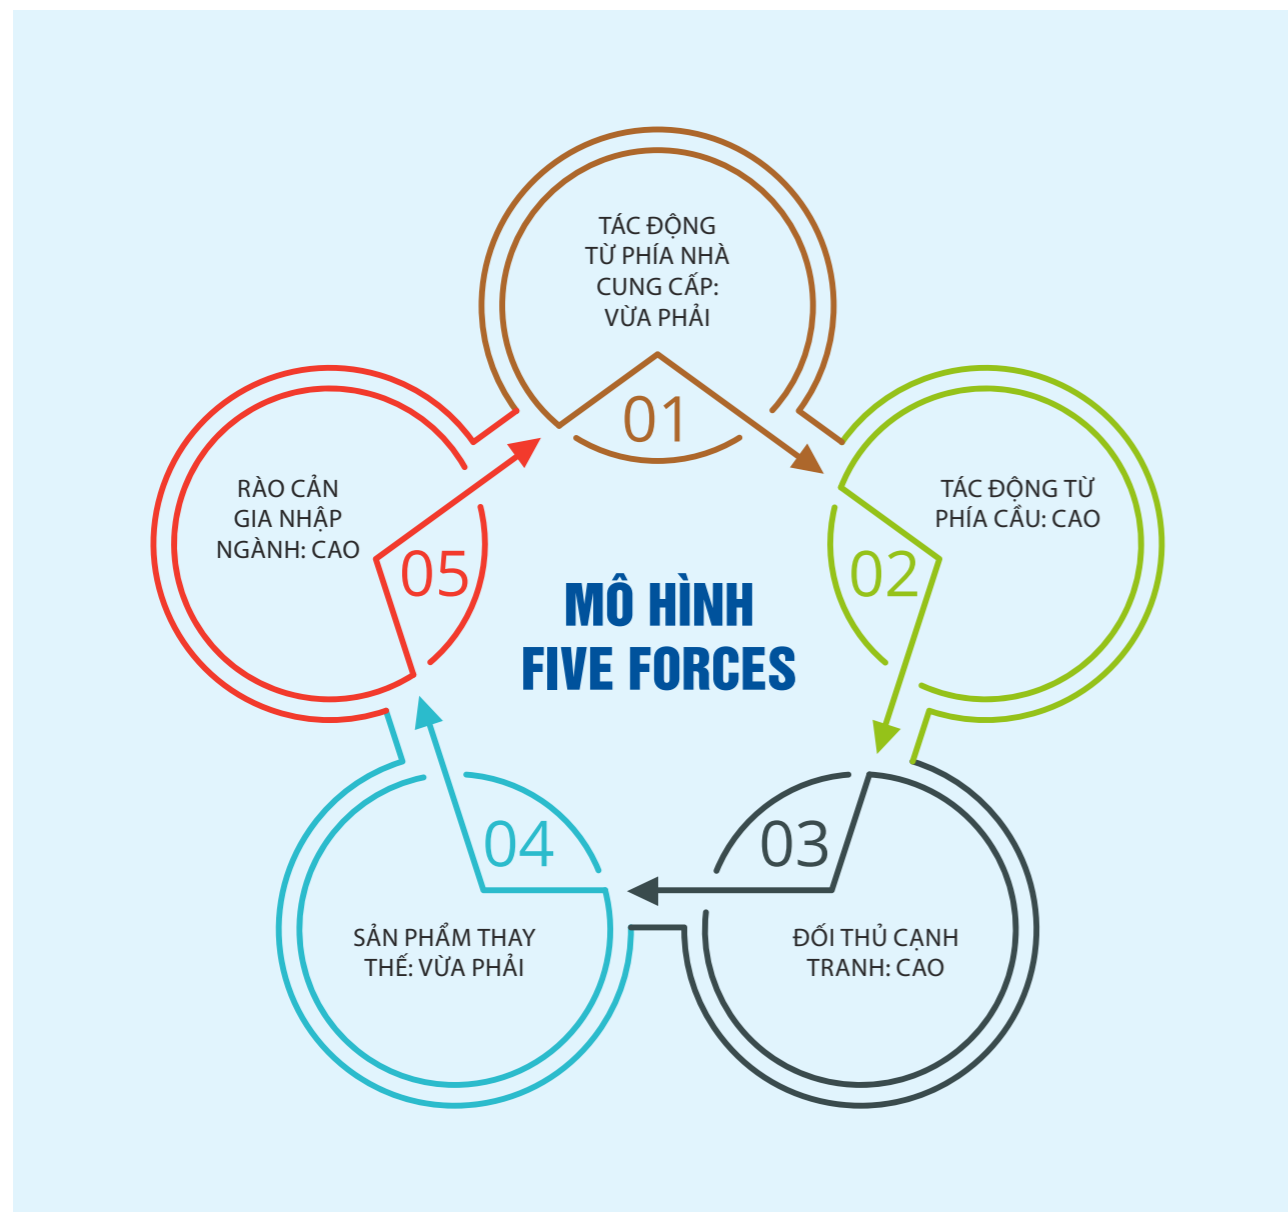 TÁC ĐỘNG
TỪ PHÍA NHÀ
CUNG CẤP:
VỪA PHẢI
01
TÁC ĐỘNG TỪ
PHÍA CẦU: CAO
02
ĐỐI THỦ CẠNH
TRANH: CAO
03
SẢN PHẨM THAY
THẾ: VỪA PHẢI
04
RÀO CẢN
GIA NHẬP
NGÀNH: CAO
05
MÔ HÌNH
FIVE FORCES